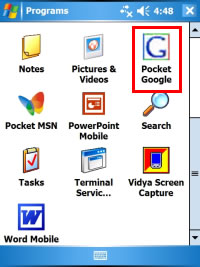 Programs 4:48
Notes
Pictures &
Videos
Pocket
Google
Pocket MSN
PowerPoint
Mobile
Search
Tasks
Terminal
Servic...
Vidya Screen
Capture
Word Mobile